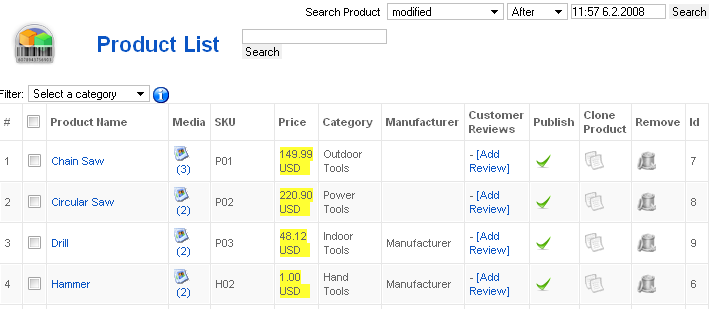 Search Product modified After 11:57 6.2.2008 Search
Product List
Search
Filter: Select a category
# Product Name Media SKU Price Category Manufacturer Customer Reviews Publish Clone Product Remove Id
1 Chain Saw (3) P01 149.99 USD Outdoor Tools - [Add Review] 7
2 Circular Saw (2) P02 220.90 USD Power Tools - [Add Review] 8
3 Drill (2) P03 48.12 USD Indoor Tools Manufacturer - [Add Review] 9
4 Hammer (2) H02 1.00 USD Hand Tools Manufacturer - [Add Review] 6